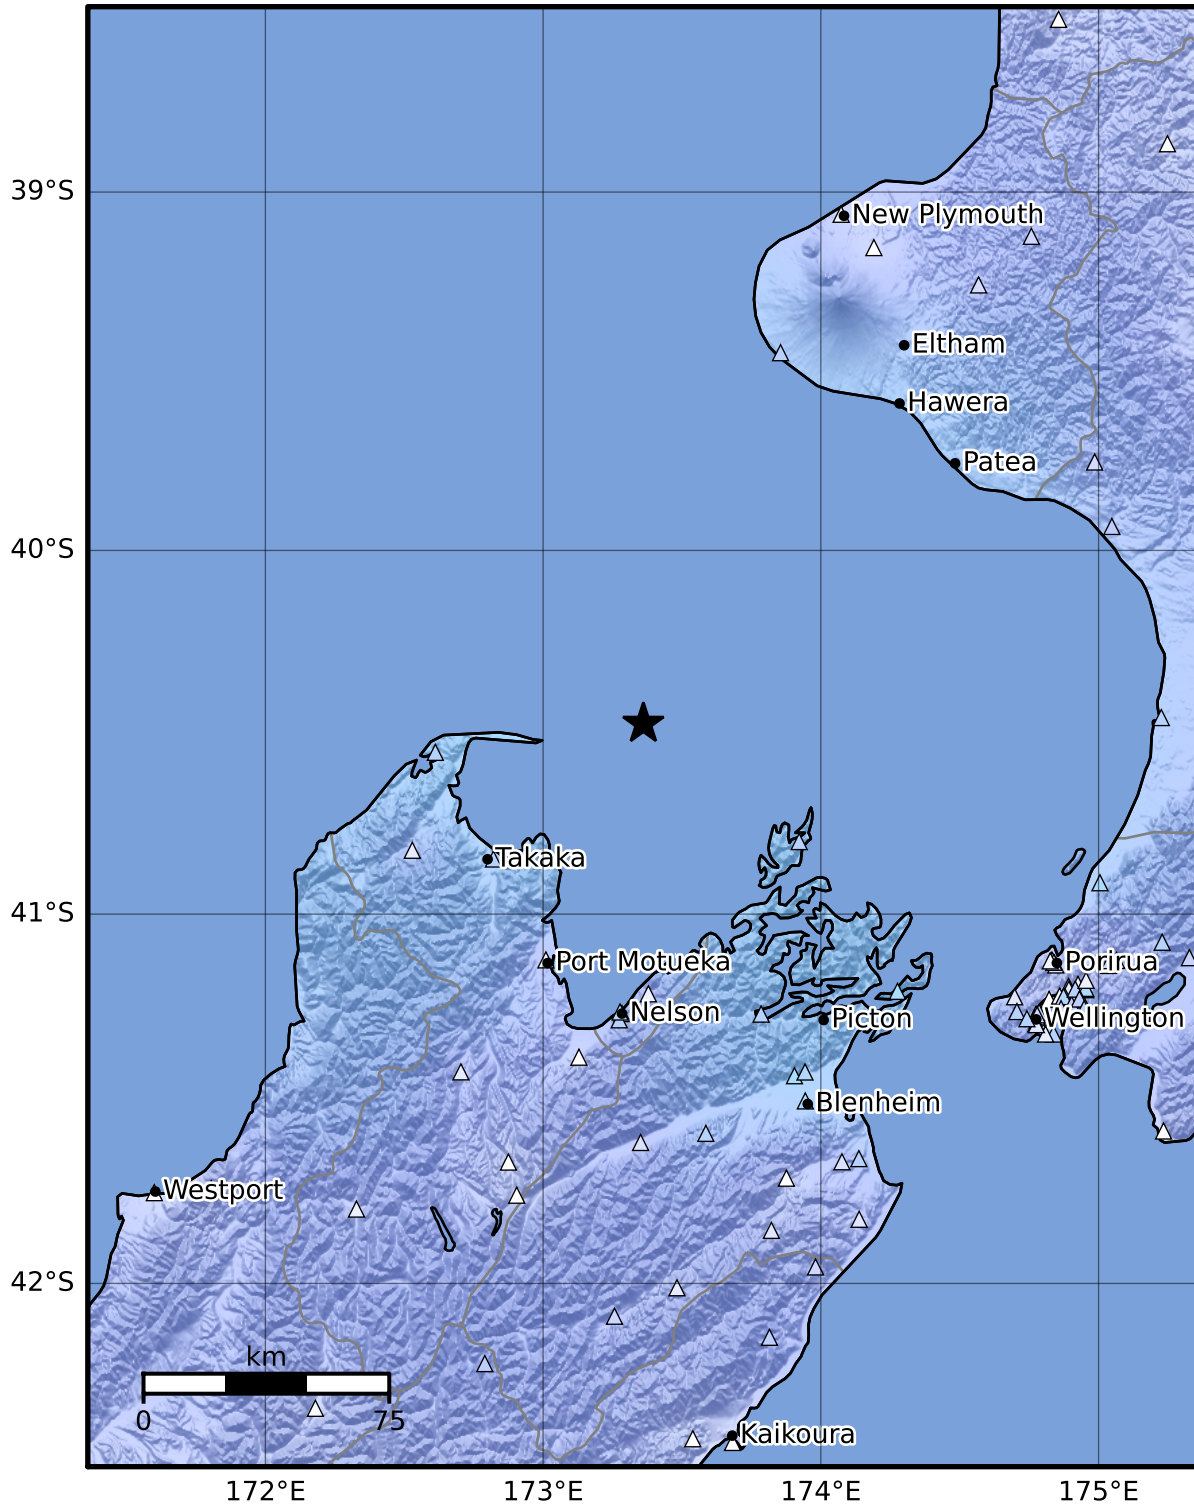 39°S
New Plymouth
Eltham
Hawera
Patea
40°S
Takaka
41°S
Port Motueka
Porirua
Nelson
Picton
Wellington
Blenheim
Westport
42°S
km
0
75
Kaikoura
172°E
173°E
174°E
175°E